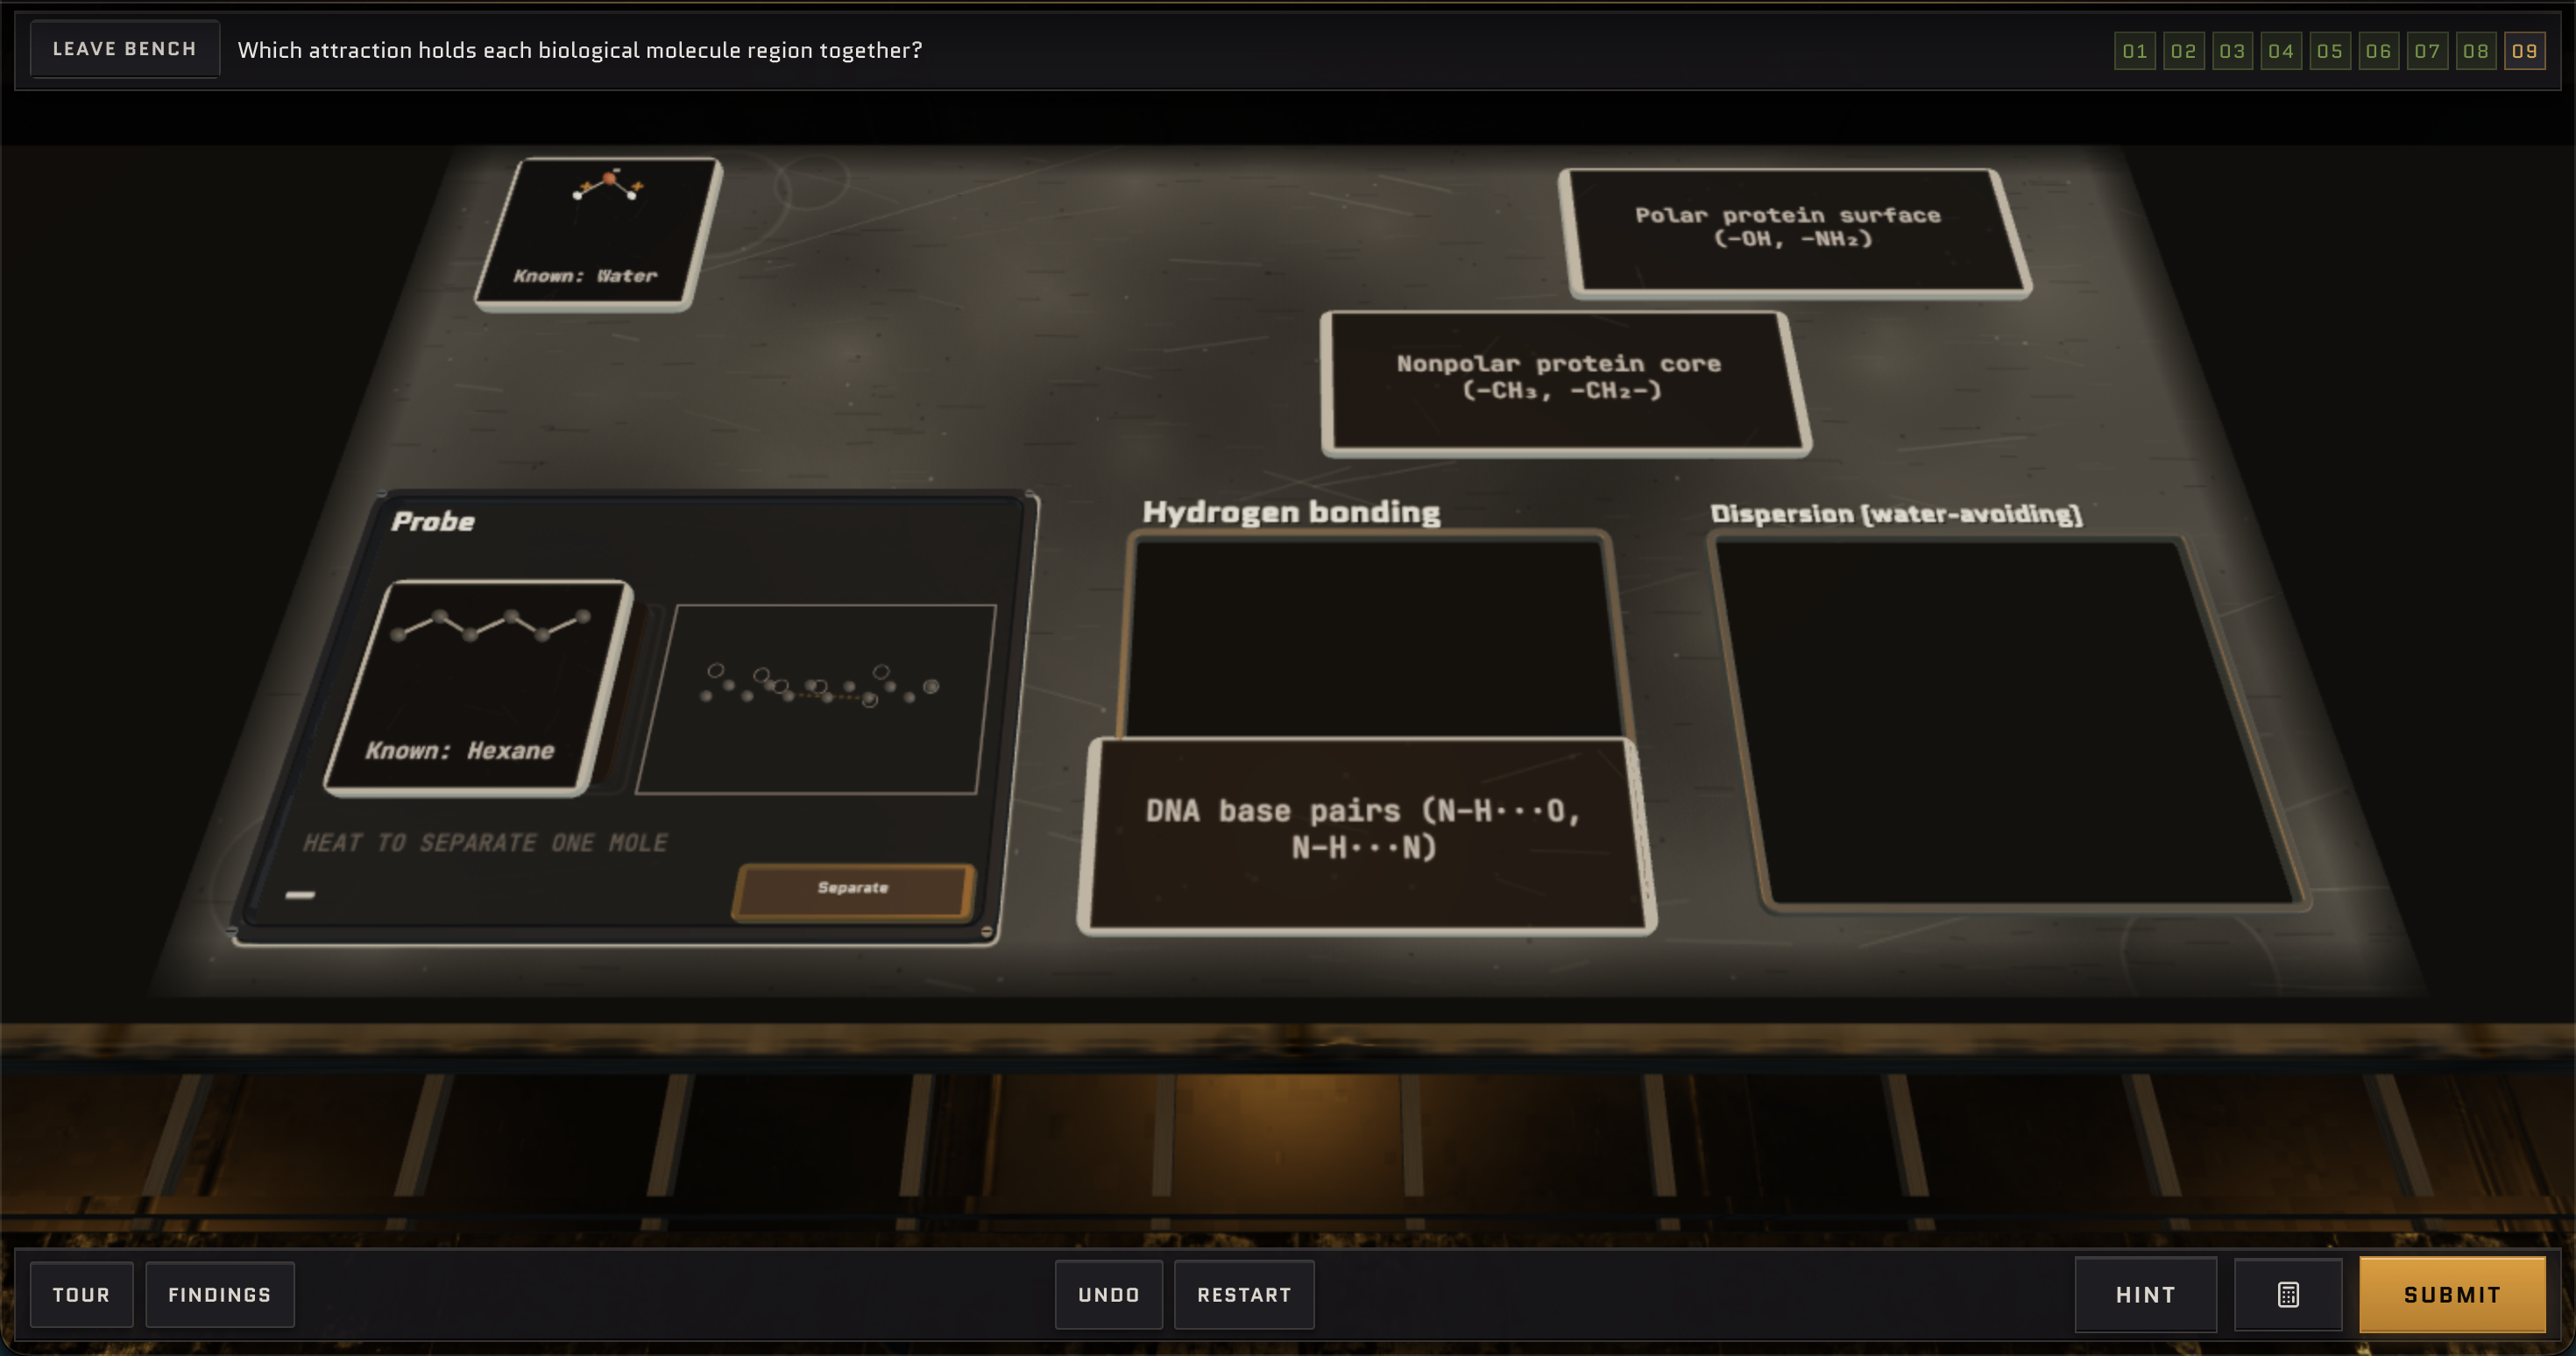 LEAVE BENCH
Which attraction holds each biological molecule region together?
01 02 03 04 05 06 07 08 09
Known: Water
Polar protein surface
(–OH, –NH₂)
Nonpolar protein core
(–CH₃, –CH₂–)
Probe
Known: Hexane
HEAT TO SEPARATE ONE MOLE
—
Separate
Hydrogen bonding
DNA base pairs (N–H···O,
N–H···N)
Dispersion (water-avoiding)
TOUR
FINDINGS
UNDO
RESTART
HINT
SUBMIT